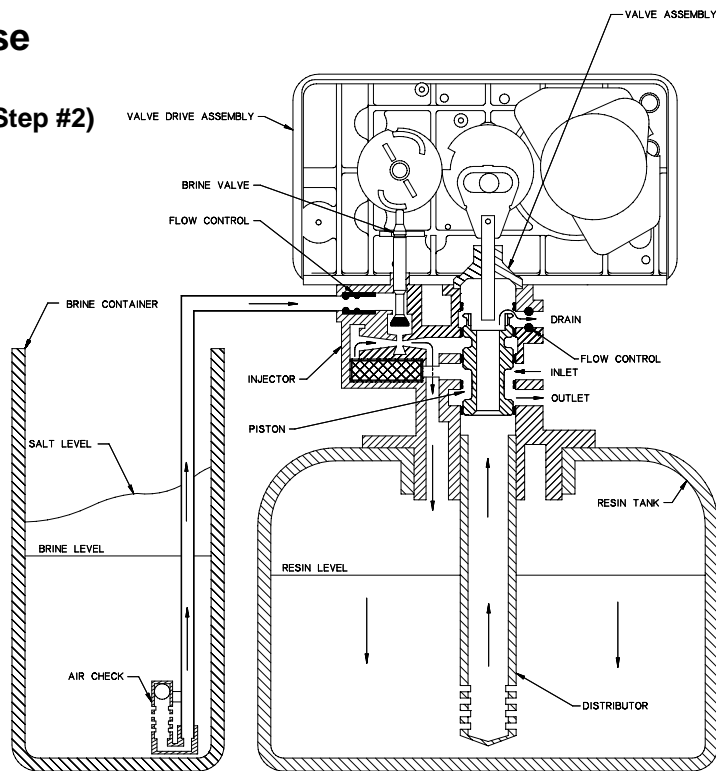 se
Step #2)
VALVE ASSEMBLY
VALVE DRIVE ASSEMBLY
BRINE VALVE
FLOW CONTROL
BRINE CONTAINER
DRAIN
FLOW CONTROL
INJECTOR
INLET
OUTLET
PISTON
SALT LEVEL
RESIN TANK
BRINE LEVEL
RESIN LEVEL
AIR CHECK
DISTRIBUTOR